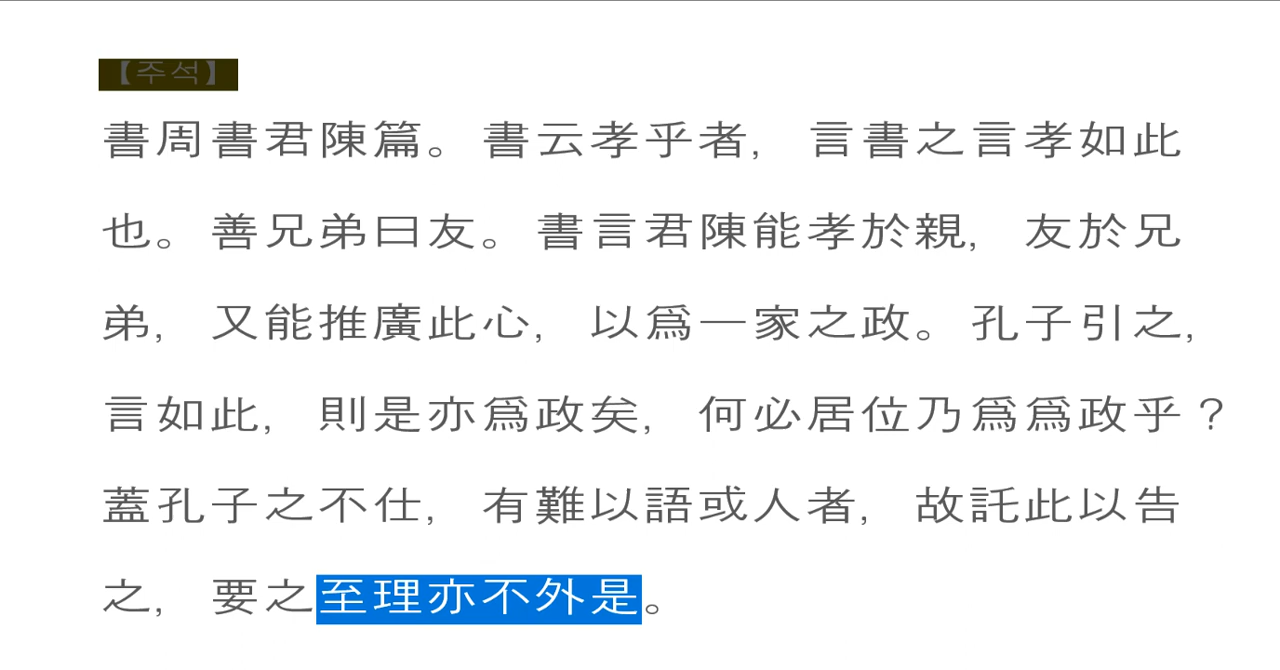 【주석】
書周書君陳篇。書云孝乎者, 言書之言孝如此
也。善兄弟曰友。書言君陳能孝於親, 友於兄
弟, 又能推廣此心, 以爲一家之政。孔子引之,
言如此, 則是亦爲政矣, 何必居位乃爲爲政乎?
蓋孔子之不仕, 有難以語或人者, 故託此以告
之, 要之至理亦不外是。